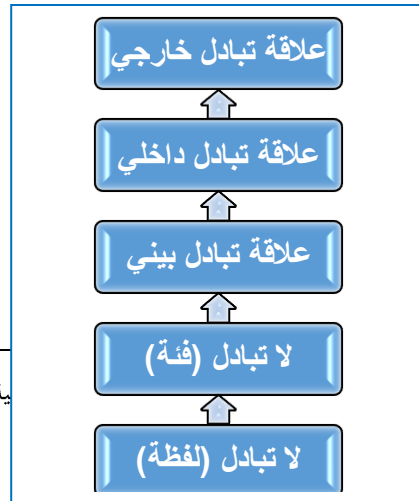 علاقة تبادل خارجي
علاقة تبادل داخلي
علاقة تبادل بيني
لا تبادل (فئة)
لا تبادل (لفظة)